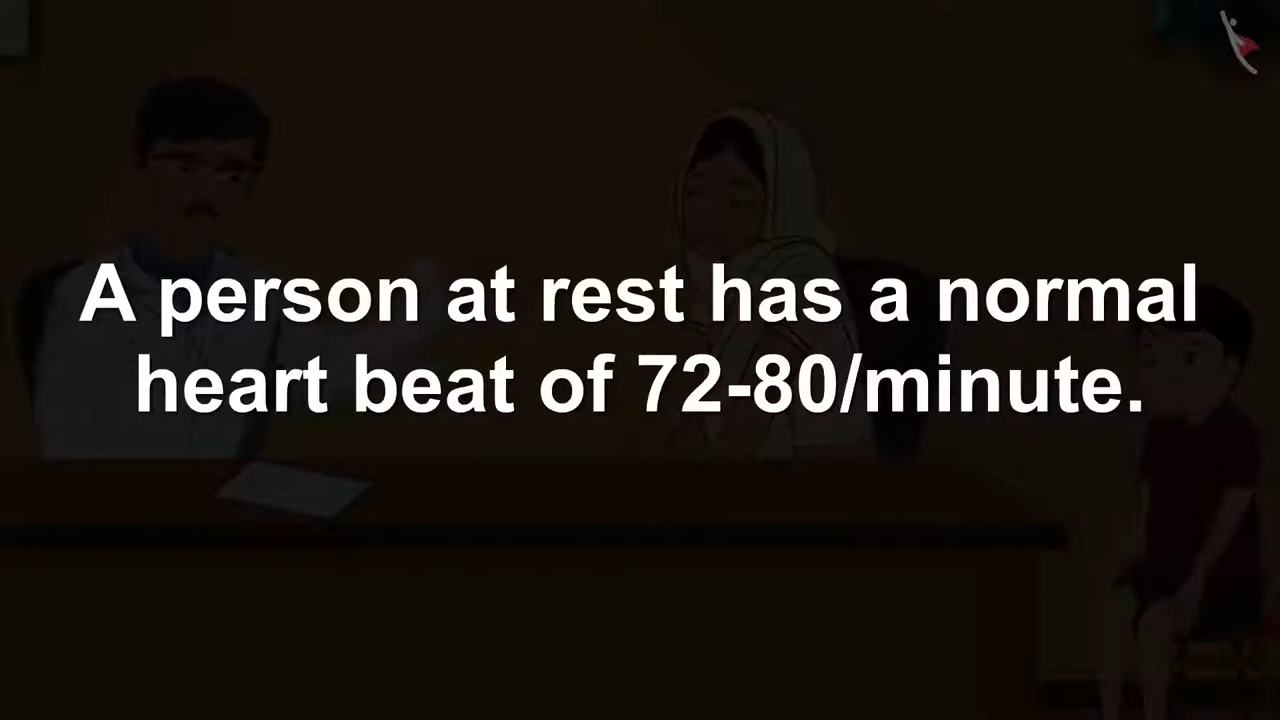 A person at rest has a normal
heart beat of 72-80/minute.